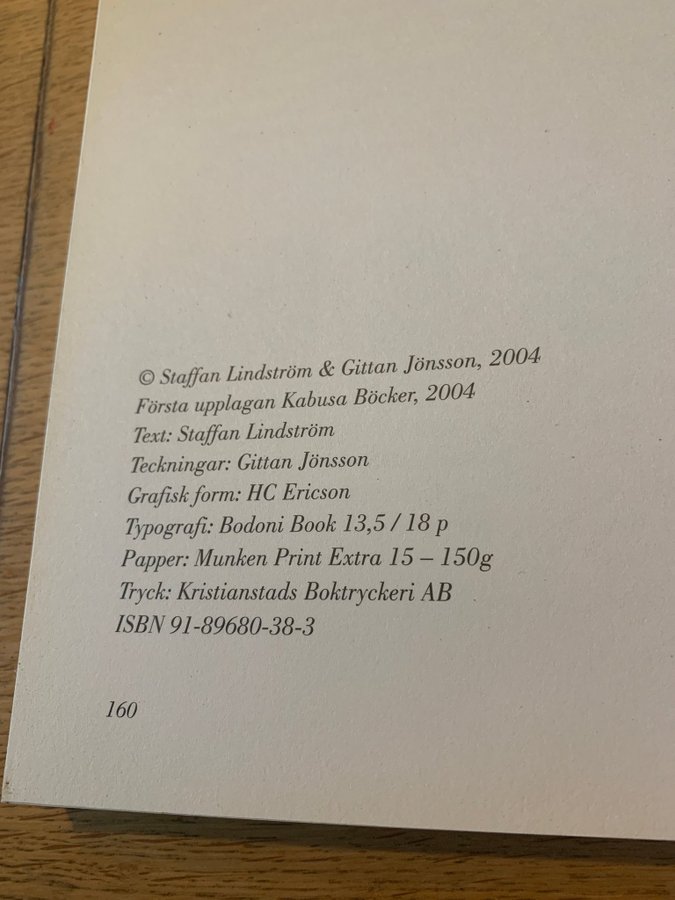 © Staffan Lindström & Gittan Jönsson, 2004
Första upplagan Kabusa Böcker, 2004
Text: Staffan Lindström
Teckningar: Gittan Jönsson
Grafisk form: HC Ericson
Typografi: Bodoni Book 13,5 / 18 p
Papper: Munken Print Extra 15 – 150g
Tryck: Kristianstads Boktryckeri AB
ISBN 91-89680-38-3
160